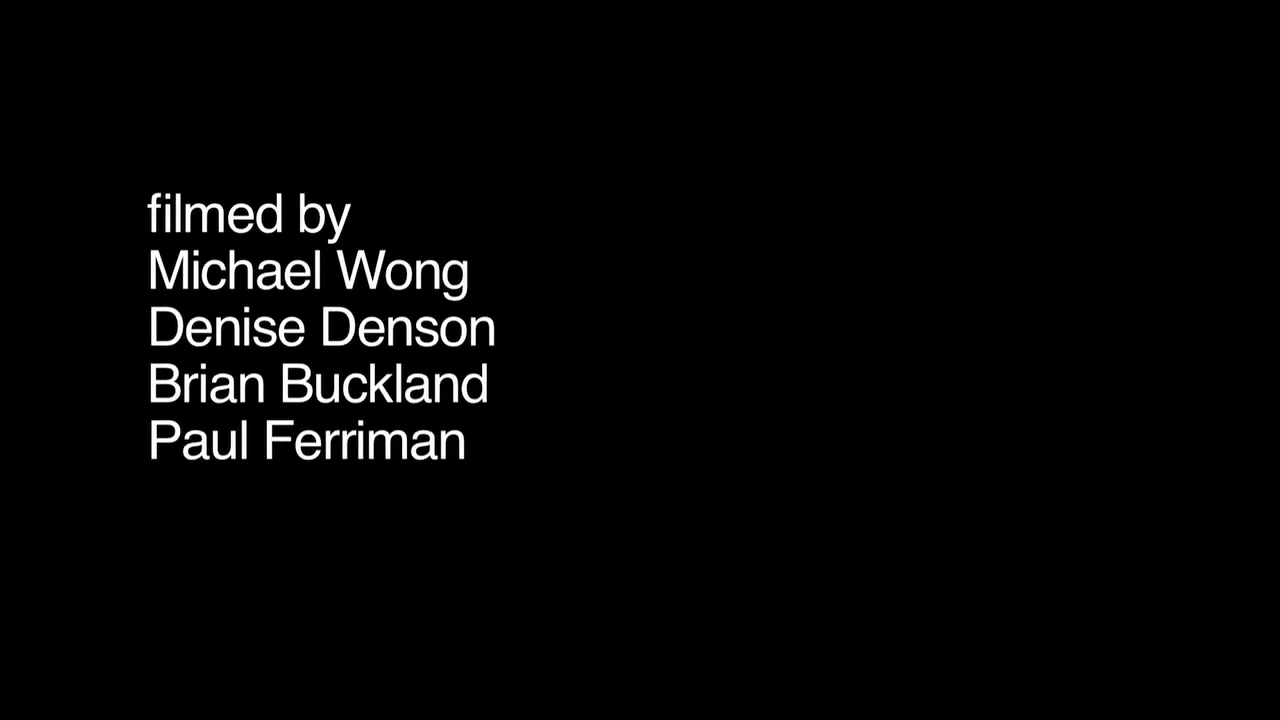 filmed by
Michael Wong
Denise Denson
Brian Buckland
Paul Ferriman